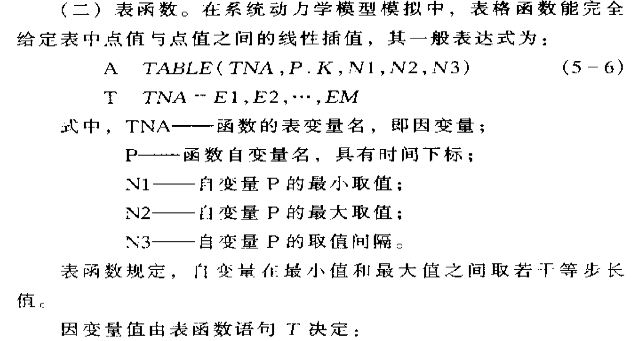 (二) 表函数。在系统动力学模型模拟中，表格函数能完全
给定表中点值与点值之间的线性插值，其一般表达式为：
A TABLE(TNA,P.K,N1,N2,N3) (5-6)
T TNA=E1,E2,…,EM
式中，TNA——函数的表变量名，即因变量；
P——函数自变量名，具有时间下标；
N1——自变量 P 的最小取值；
N2——自变量 P 的最大取值；
N3——自变量 P 的取值间隔。
表函数规定，自变量在最小值和最大值之间取若干等步长
值。
因变量值由表函数语句 T 决定：